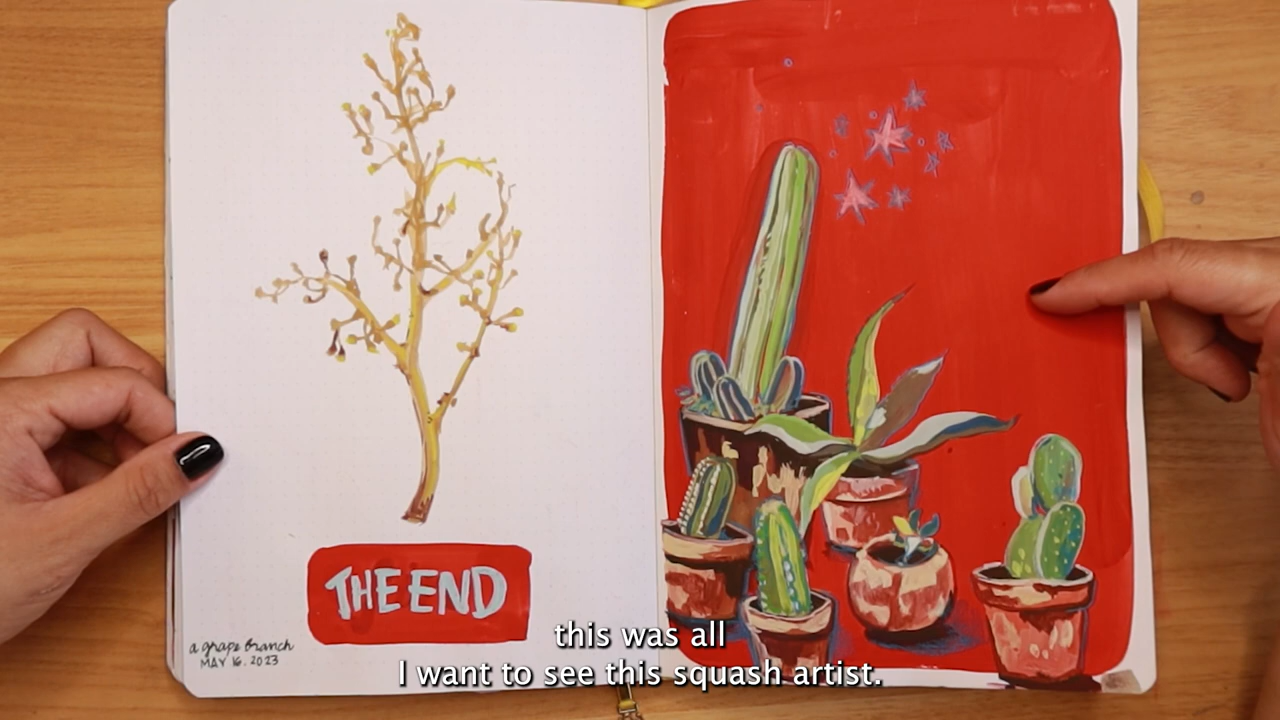 THE END
a grape branch
MAY 16. 2023
this was all
I want to see this squash artist.